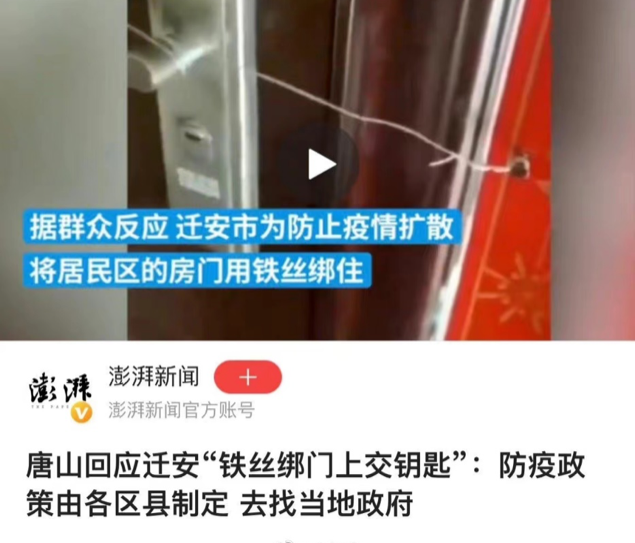 据群众反应 迁安市为防止疫情扩散
将居民区的房门用铁丝绑住
澎湃
澎湃新闻
澎湃新闻官方账号
唐山回应迁安“铁丝绑门上交钥匙”：防疫政
策由各区县制定 去找当地政府